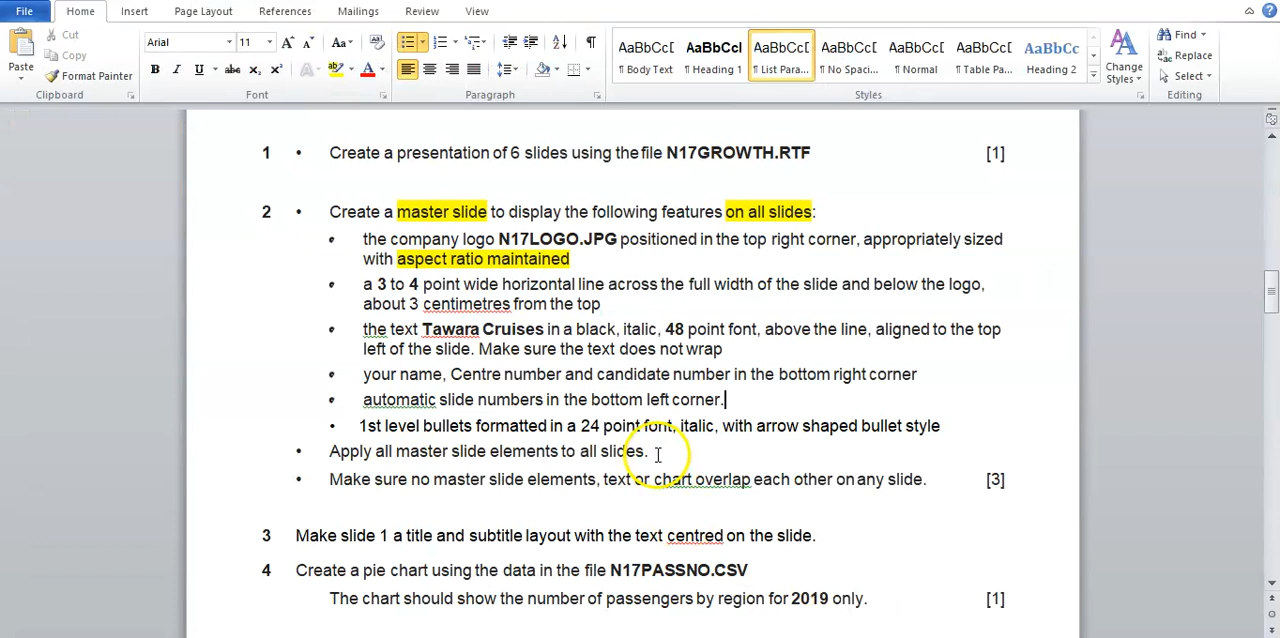 File Home Insert Page Layout References Mailings Review View
Paste Cut Copy Format Painter Clipboard
Arial 11 Aa B I U abc X₂ X² A A Font
Paragraph
AaBbCcD ¶ Body Text AaBbCcI ¶ Heading 1 AaBbCcD ¶ List Para... AaBbCcD ¶ No Spaci... AaBbCcD ¶ Normal AaBbCcD ¶ Table Pa... AaBbCc Heading 2 Change Styles Styles
Find Replace Select Editing
1 • Create a presentation of 6 slides using the file N17GROWTH.RTF [1]
2 • Create a master slide to display the following features on all slides:
• the company logo N17LOGO.JPG positioned in the top right corner, appropriately sized
with aspect ratio maintained
• a 3 to 4 point wide horizontal line across the full width of the slide and below the logo,
about 3 centimetres from the top
• the text Tawara Cruises in a black, italic, 48 point font, above the line, aligned to the top
left of the slide. Make sure the text does not wrap
• your name, Centre number and candidate number in the bottom right corner
• automatic slide numbers in the bottom left corner.
• 1st level bullets formatted in a 24 point font, italic, with arrow shaped bullet style
• Apply all master slide elements to all slides.
• Make sure no master slide elements, text or chart overlap each other on any slide. [3]
3 Make slide 1 a title and subtitle layout with the text centred on the slide.
4 Create a pie chart using the data in the file N17PASSNO.CSV
The chart should show the number of passengers by region for 2019 only. [1]